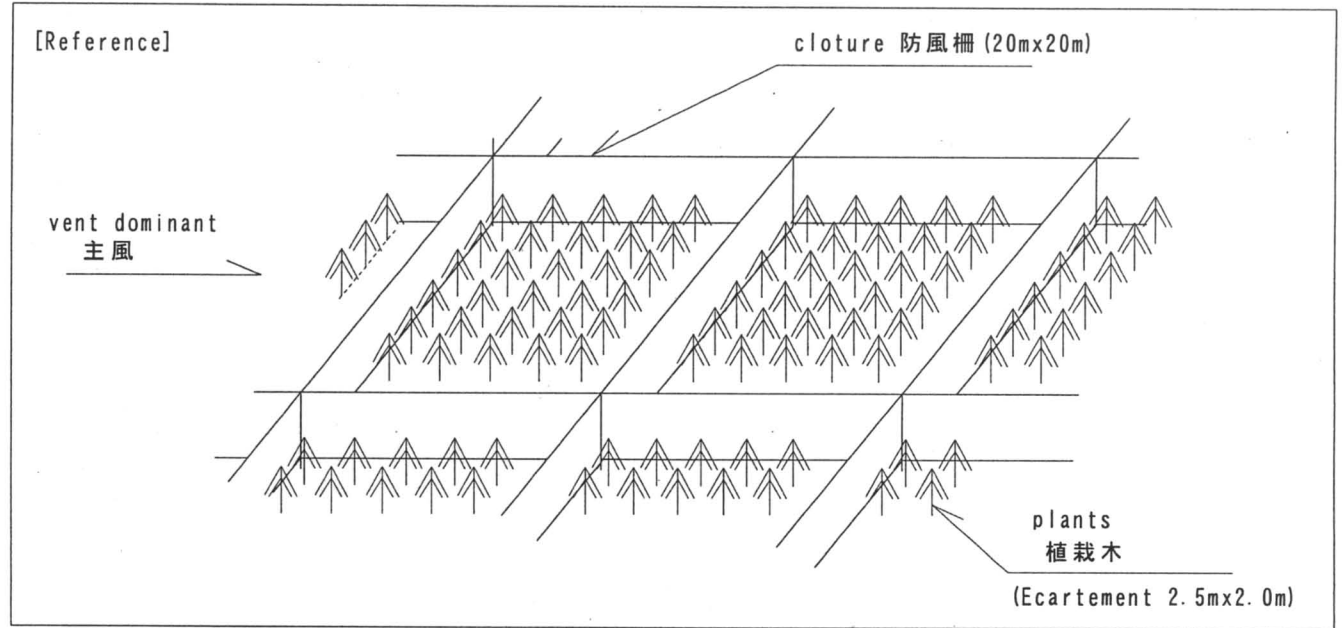 [Reference]
cloture 防風柵(20mx20m)
vent dominant
主風
plants
植栽木
(Ecartement 2.5mx2.0m)